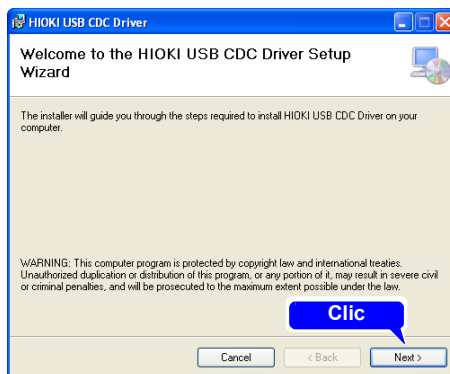 HIOKI USB CDC Driver
Welcome to the HIOKI USB CDC Driver Setup
Wizard
The installer will guide you through the steps required to install HIOKI USB CDC Driver on your
computer.
WARNING: This computer program is protected by copyright law and international treaties.
Unauthorized duplication or distribution of this program, or any portion of it, may result in severe civil
or criminal penalties, and will be prosecuted to the maximum extent possible under the law.
Clic
Cancel
< Back
Next >